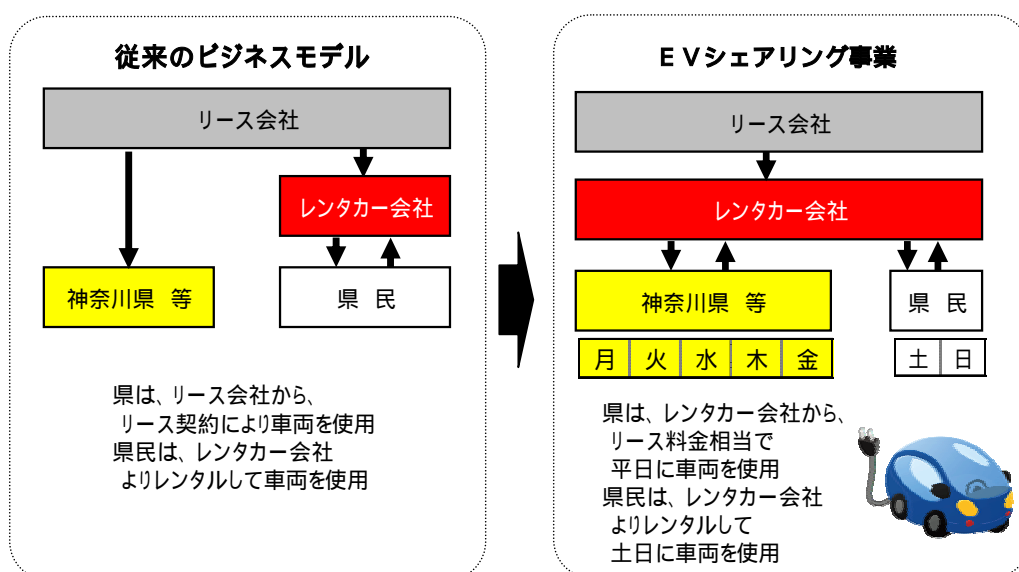 従来のビジネスモデル
リース会社
レンタカー会社
神奈川県 等
県 民
県は、リース会社から、
リース契約により車両を使用
県民は、レンタカー会社
よりレンタルして車両を使用
EVシェアリング事業
リース会社
レンタカー会社
神奈川県 等
県 民
月 火 水 木 金
土 日
県は、レンタカー会社から、
リース料金相当で
平日に車両を使用
県民は、レンタカー会社
よりレンタルして
土日に車両を使用